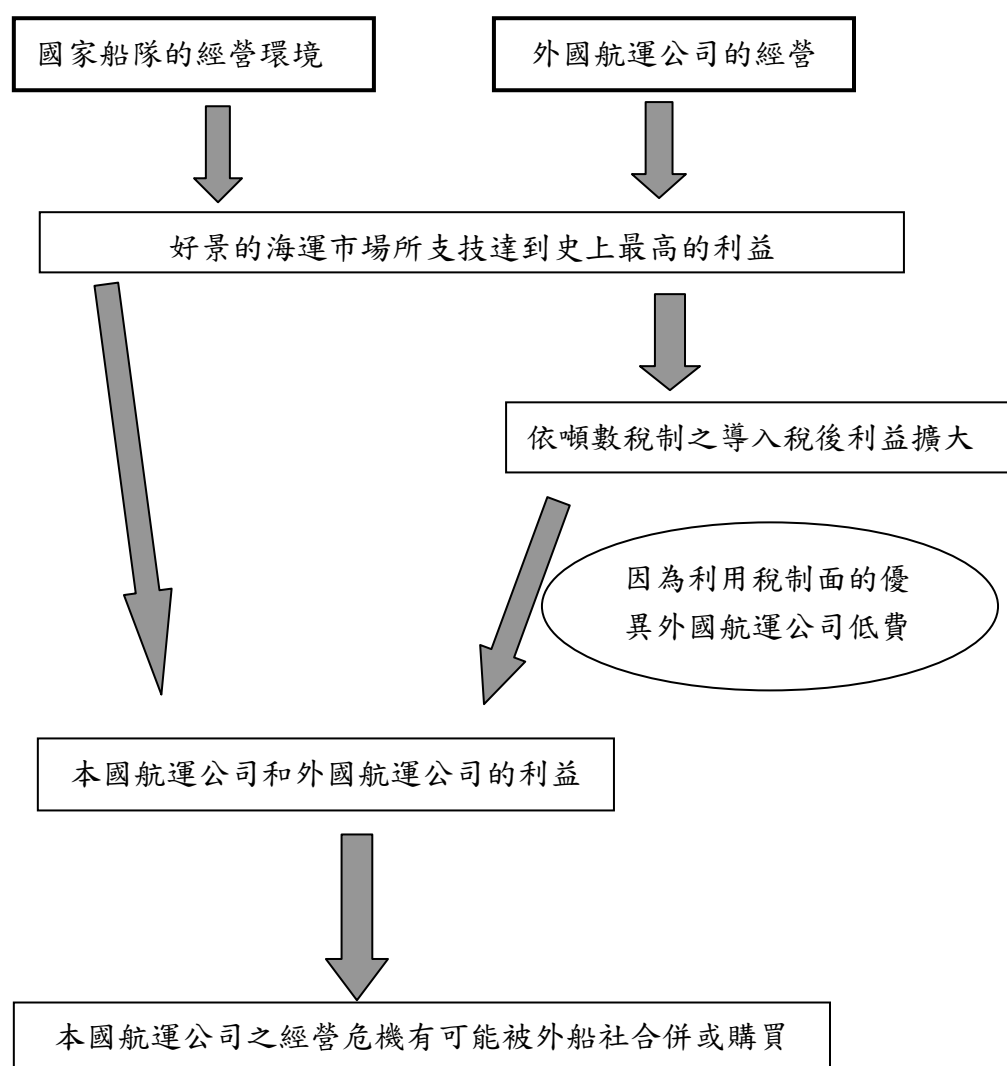 國家船隊的經營環境
外國航運公司的經營
好景的海運市場所支技達到史上最高的利益
依噸數稅制之導入稅後利益擴大
因為利用稅制面的優
異外國航運公司低費
本國航運公司和外國航運公司的利益
本國航運公司之經營危機有可能被外船社合併或購買